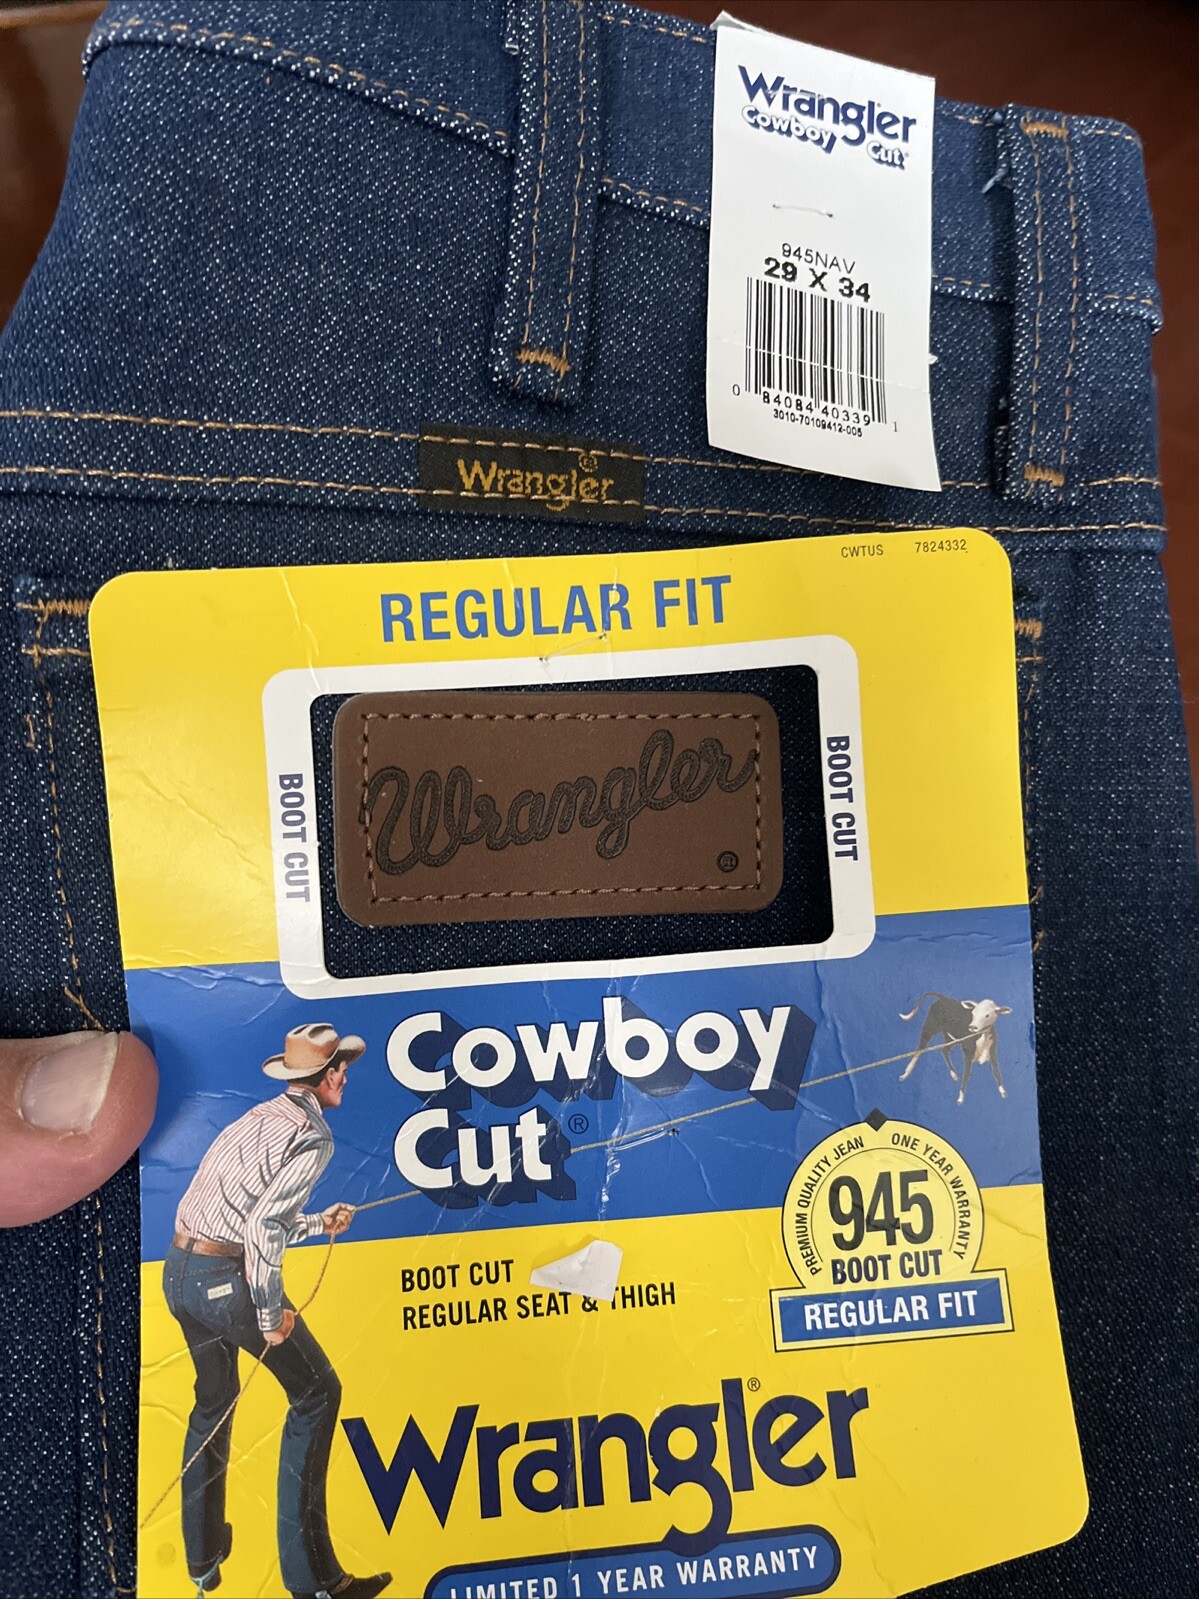 Wrangler
Cowboy Cut
945NAV
29 X 34
0 84084 40339 1
3010-70109412-005
Wrangler®
CWTUS 7824332
REGULAR FIT
BOOT CUT
Wrangler®
BOOT CUT
Cowboy
Cut®
PREMIUM QUALITY JEAN ONE YEAR WARRANTY
945
BOOT CUT
REGULAR FIT
BOOT CUT
REGULAR SEAT & THIGH
Wrangler®
LIMITED 1 YEAR WARRANTY